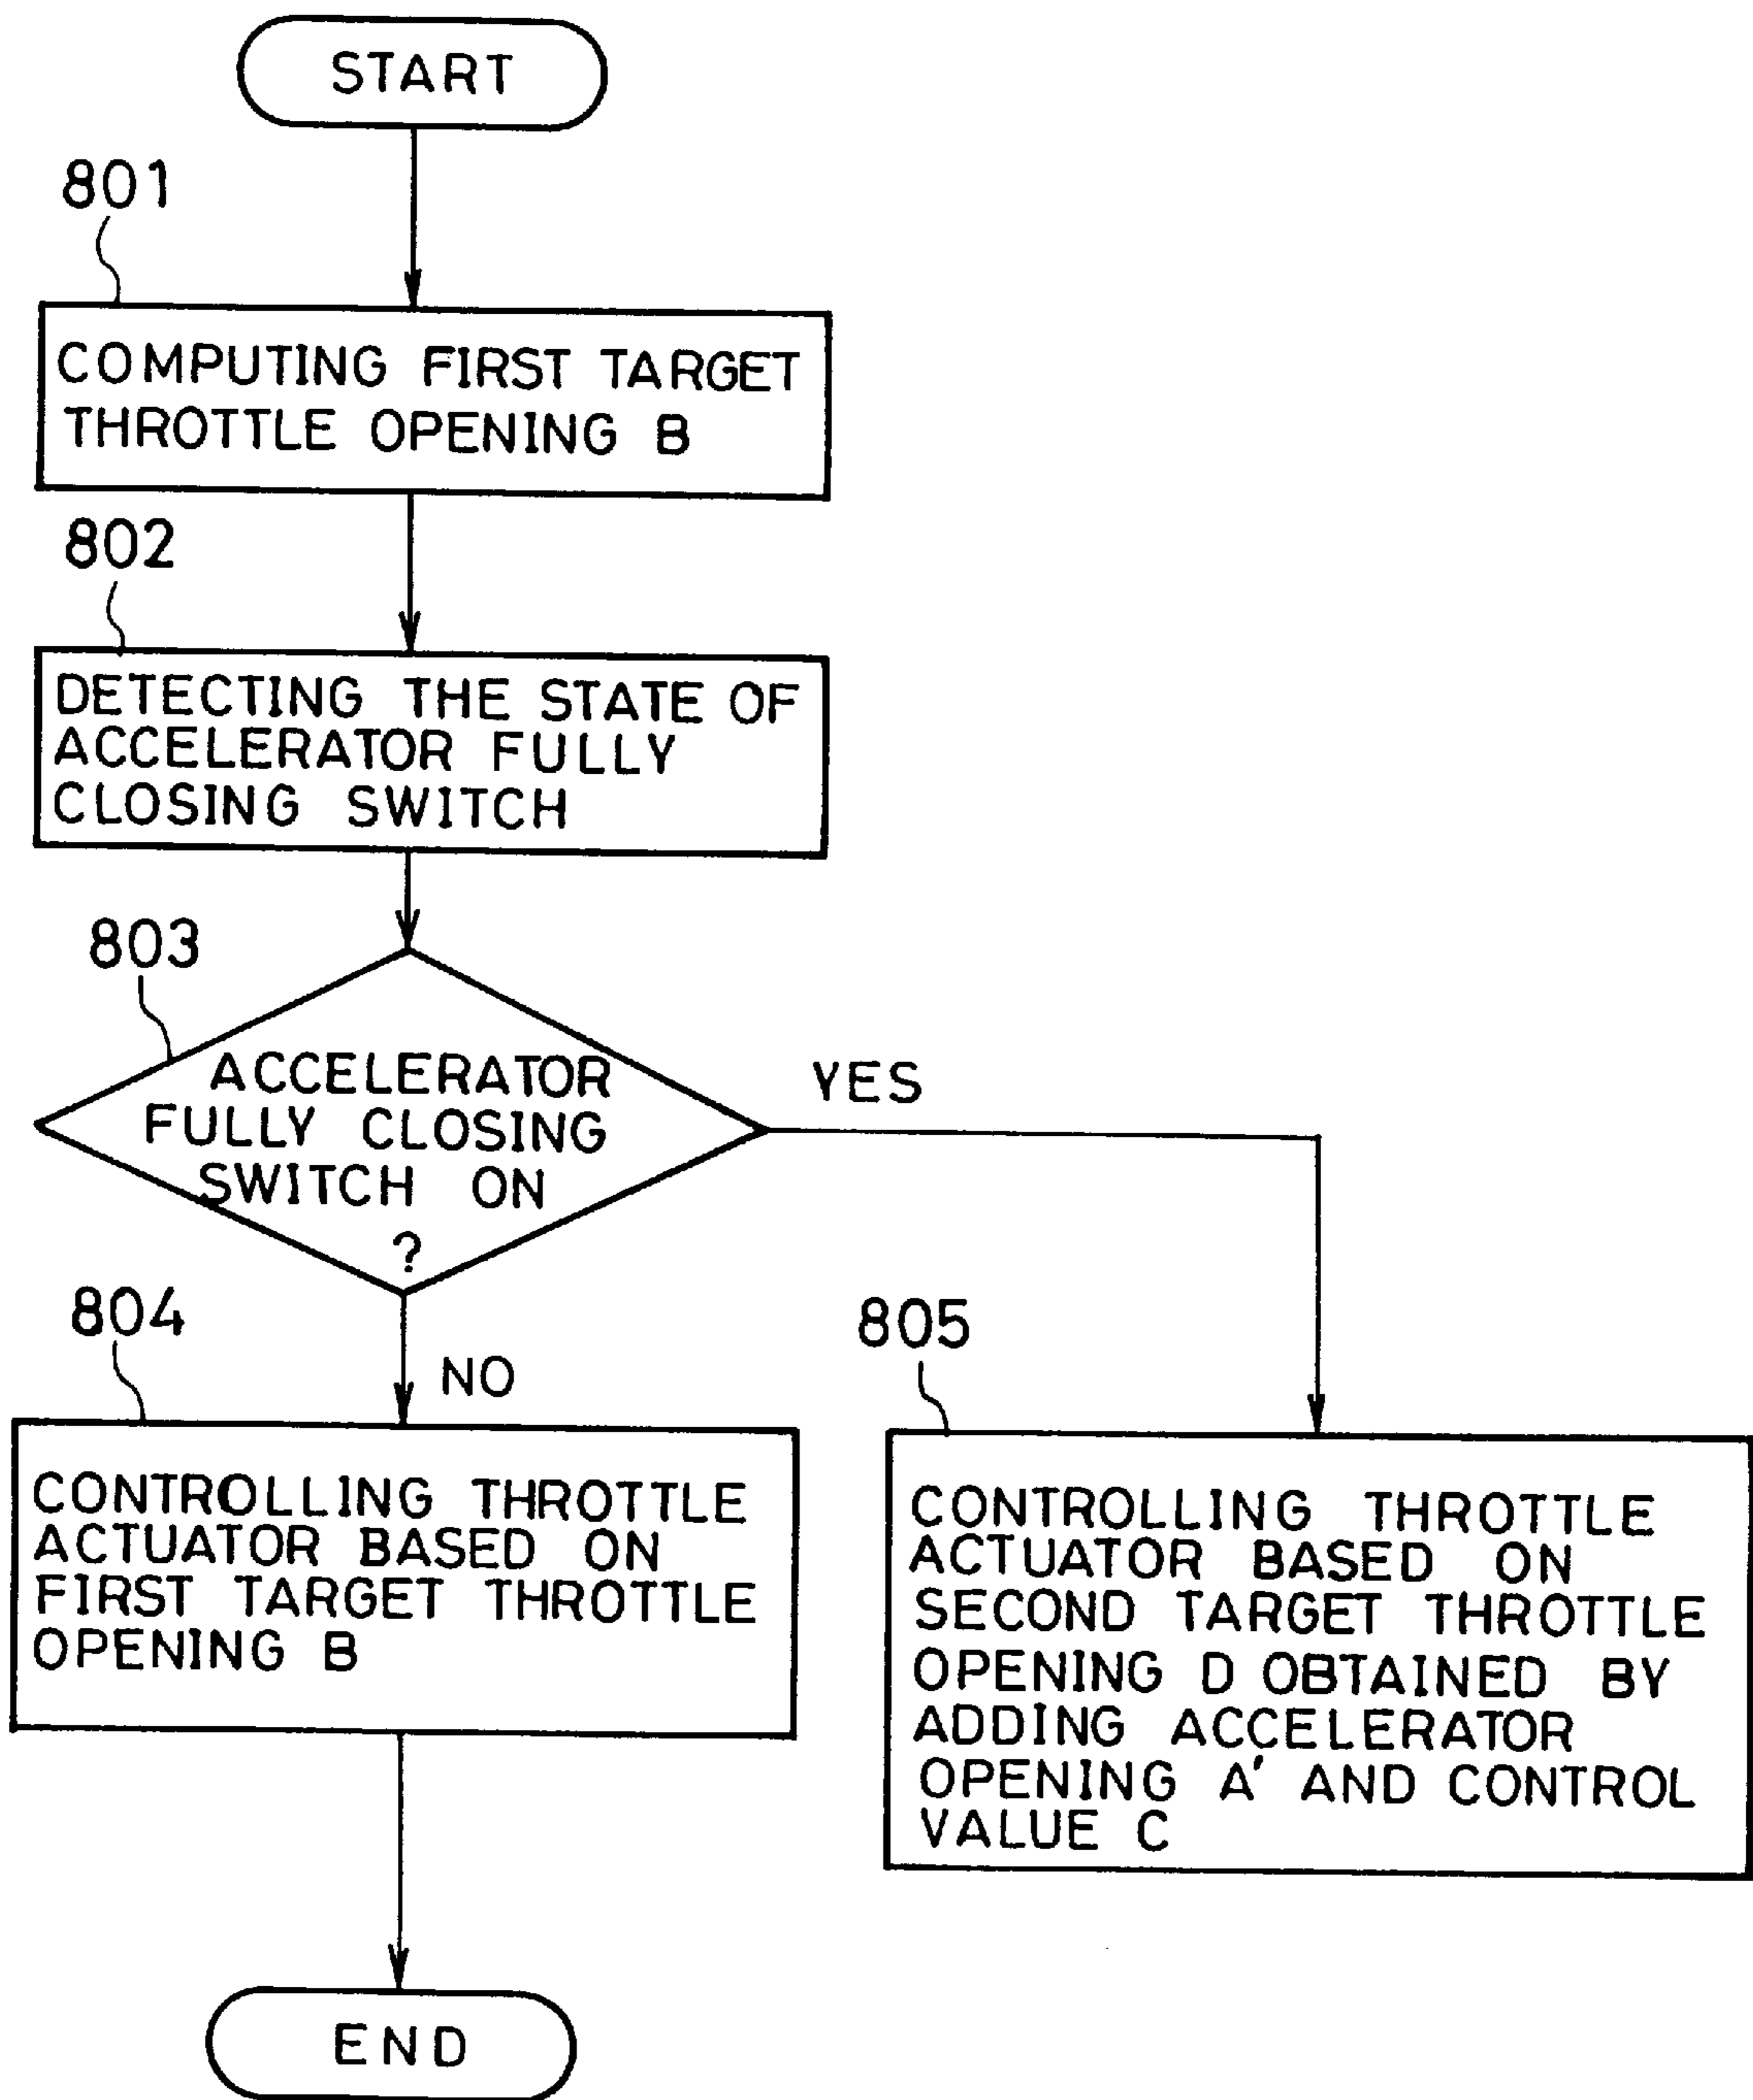 START
801
COMPUTING FIRST TARGET
THROTTLE OPENING B
802
DETECTING THE STATE OF
ACCELERATOR FULLY
CLOSING SWITCH
803
ACCELERATOR
FULLY CLOSING
SWITCH ON
?
YES
NO
804
CONTROLLING THROTTLE
ACTUATOR BASED ON
FIRST TARGET THROTTLE
OPENING B
805
CONTROLLING THROTTLE
ACTUATOR BASED ON
SECOND TARGET THROTTLE
OPENING D OBTAINED BY
ADDING ACCELERATOR
OPENING A' AND CONTROL
VALUE C
END